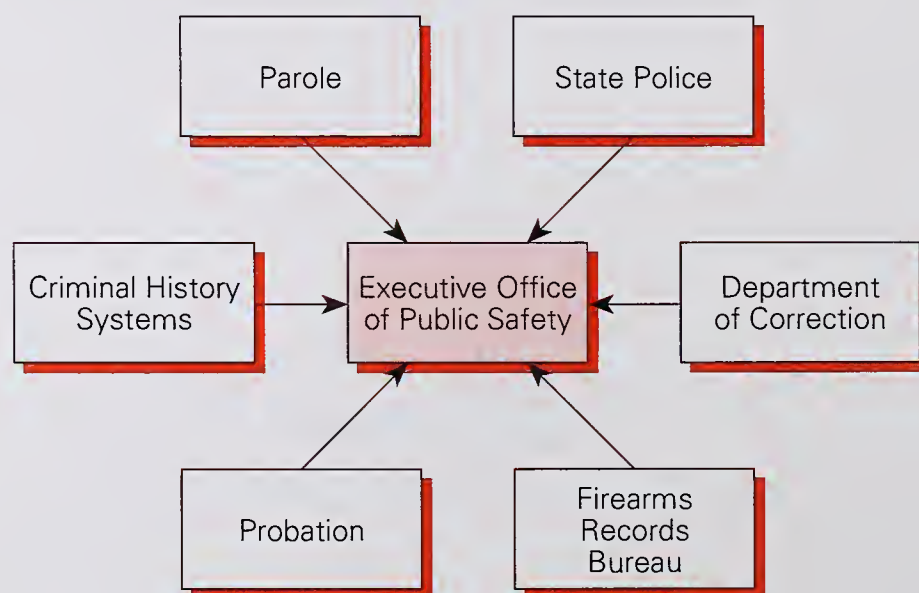 Parole
State Police
Criminal History
Systems
Executive Office
of Public Safety
Department
of Correction
Probation
Firearms
Records
Bureau